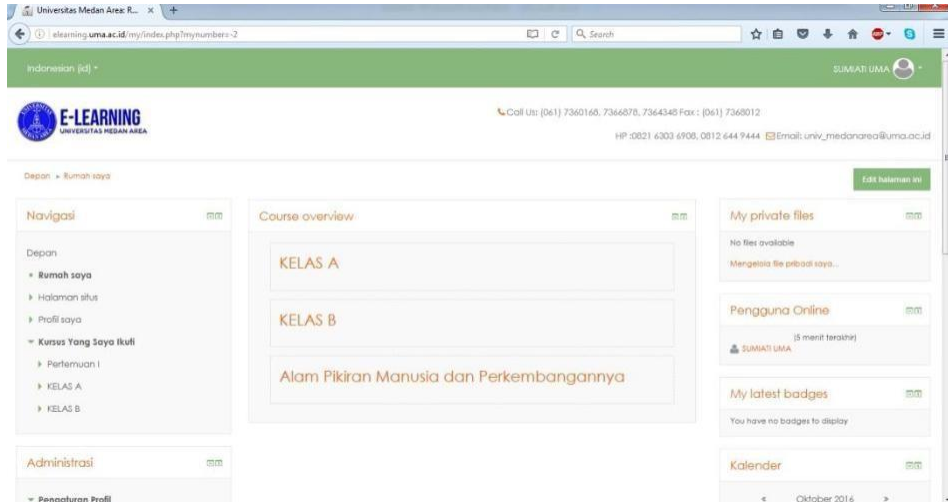 Universitas Medan Area: R... × +
elearning.uma.ac.id/my/index.php?mynumber=-2
Search
Indonesian (id)
SUMIATI UMA
E-LEARNING
UNIVERSITAS MEDAN AREA
Call Us: (061) 7360168, 7366878, 7364348 Fax : (061) 7368012
HP :0821 6303 6908, 0812 644 9444 Email: univ_medanarea@uma.ac.id
Depan » Rumah saya
Edit halaman ini
Navigasi
Depan
Rumah saya
Halaman situs
Profil saya
Kursus Yang Saya Ikuti
Pertemuan I
KELAS A
KELAS B
Administrasi
Pengaturan Profil
Course overview
KELAS A
KELAS B
Alam Pikiran Manusia dan Perkembangannya
My private files
No files available
Mengelola file pribadi saya...
Pengguna Online
(5 menit terakhir)
SUMIATI UMA
My latest badges
You have no badges to display
Kalender
Oktober 2016